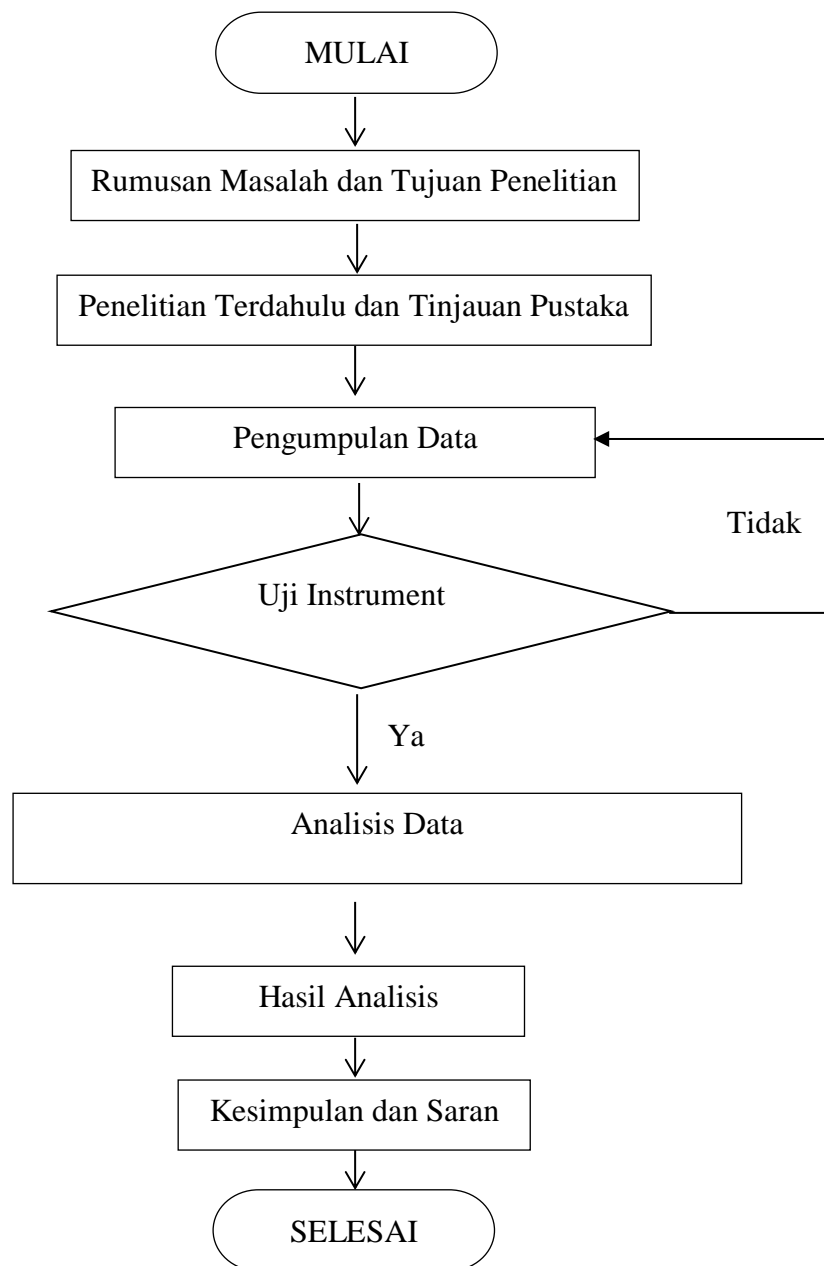 MULAI
Rumusan Masalah dan Tujuan Penelitian
Penelitian Terdahulu dan Tinjauan Pustaka
Pengumpulan Data
Tidak
Uji Instrument
Ya
Analisis Data
Hasil Analisis
Kesimpulan dan Saran
SELESAI